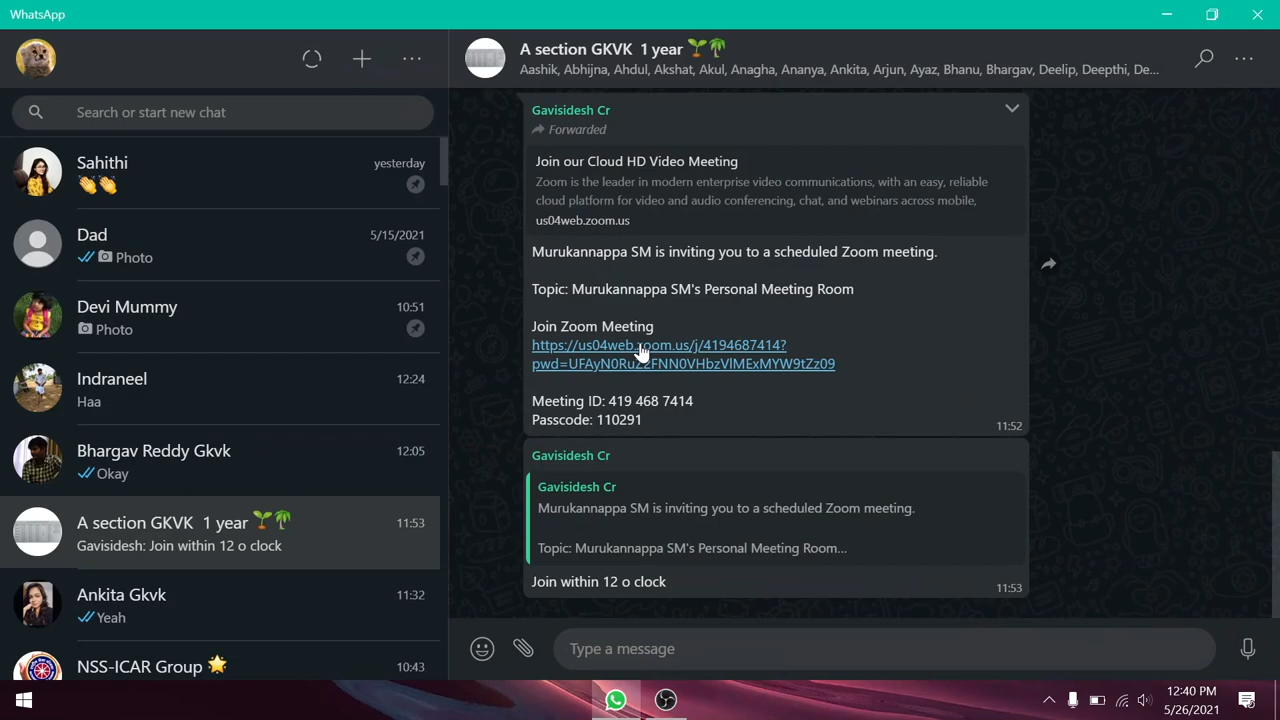 WhatsApp
Search or start new chat
Sahithi
yesterday
👏👏
Dad
5/15/2021
Photo
Devi Mummy
10:51
Photo
Indraneel
12:24
Haa
Bhargav Reddy Gkvk
12:05
Okay
A section GKVK 1 year 🌱🌴
11:53
Gavisidesh: Join within 12 o clock
Ankita Gkvk
11:32
Yeah
NSS-ICAR Group 🌟
10:43
A section GKVK 1 year 🌱🌴
Aashik, Abhijna, Ahdul, Akshat, Akul, Anagha, Ananya, Ankita, Arjun, Ayaz, Bhanu, Bhargav, Deelip, Deepthi, De...
Gavisidesh Cr
Forwarded
Join our Cloud HD Video Meeting
Zoom is the leader in modern enterprise video communications, with an easy, reliable
cloud platform for video and audio conferencing, chat, and webinars across mobile,
us04web.zoom.us
Murukannappa SM is inviting you to a scheduled Zoom meeting.
Topic: Murukannappa SM's Personal Meeting Room
Join Zoom Meeting
https://us04web.zoom.us/j/4194687414?
pwd=UFAyN0RuZ2FNN0VHbzVlMExMYW9tZz09
Meeting ID: 419 468 7414
Passcode: 110291
11:52
Gavisidesh Cr
Gavisidesh Cr
Murukannappa SM is inviting you to a scheduled Zoom meeting.
Topic: Murukannappa SM's Personal Meeting Room...
Join within 12 o clock
11:53
Type a message
12:40 PM
5/26/2021